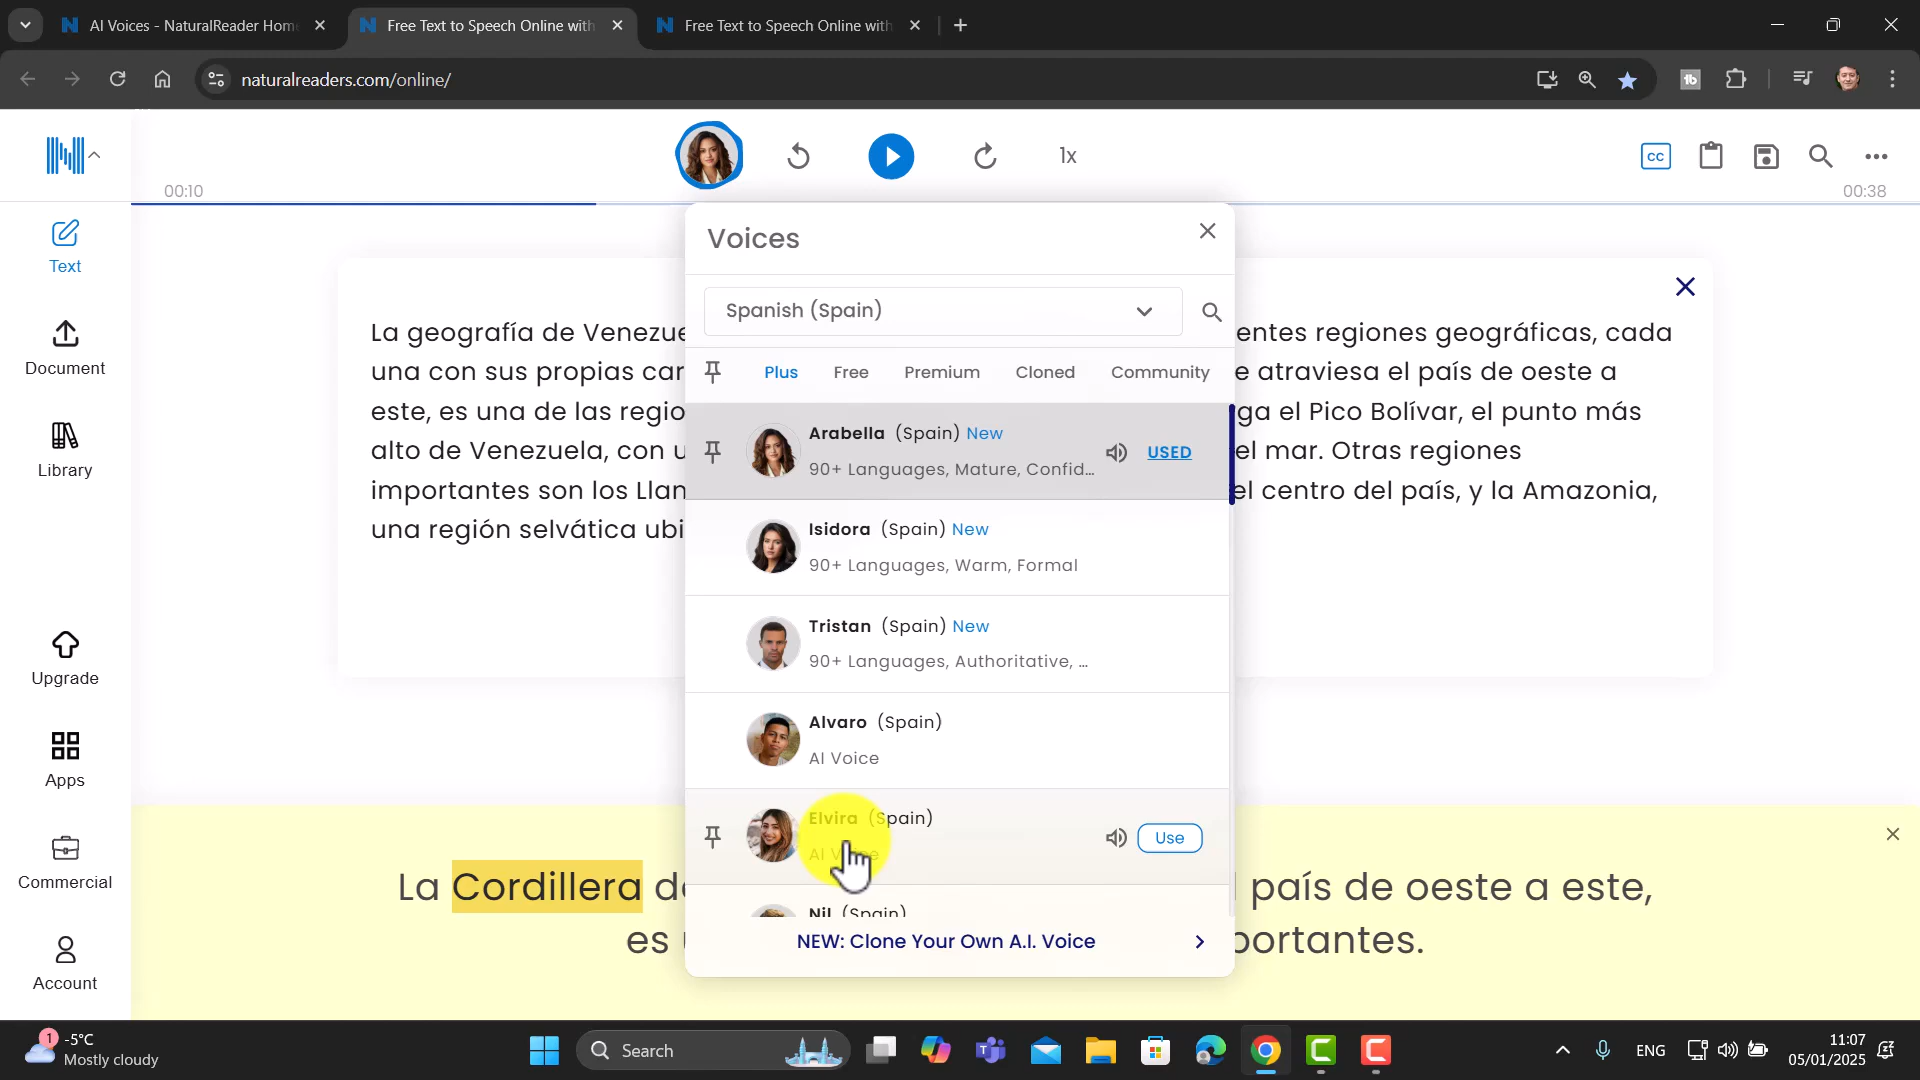 AI Voices - NaturalReader Hom
Free Text to Speech Online with
Free Text to Speech Online with
naturalreaders.com/online/
1x
CC
00:10
00:38
Text
Document
Library
Upgrade
Apps
Commercial
Account
La geografía de Venezue
entes regiones geográficas, cada
una con sus propias car
e atraviesa el país de oeste a
este, es una de las regio
ga el Pico Bolívar, el punto más
alto de Venezuela, con u
el mar. Otras regiones
importantes son los Llan
el centro del país, y la Amazonia,
una región selvática ubi
Voices
Spanish (Spain)
Plus Free Premium Cloned Community
Arabella (Spain) New
90+ Languages, Mature, Confid...
USED
Isidora (Spain) New
90+ Languages, Warm, Formal
Tristan (Spain) New
90+ Languages, Authoritative, ...
Alvaro (Spain)
AI Voice
Elvira (Spain)
AI Voice
Use
Nil (Spain)
NEW: Clone Your Own A.I. Voice
La Cordillera d
l país de oeste a este,
es
portantes.
1
-5°C
Mostly cloudy
Search
ENG
11:07
05/01/2025